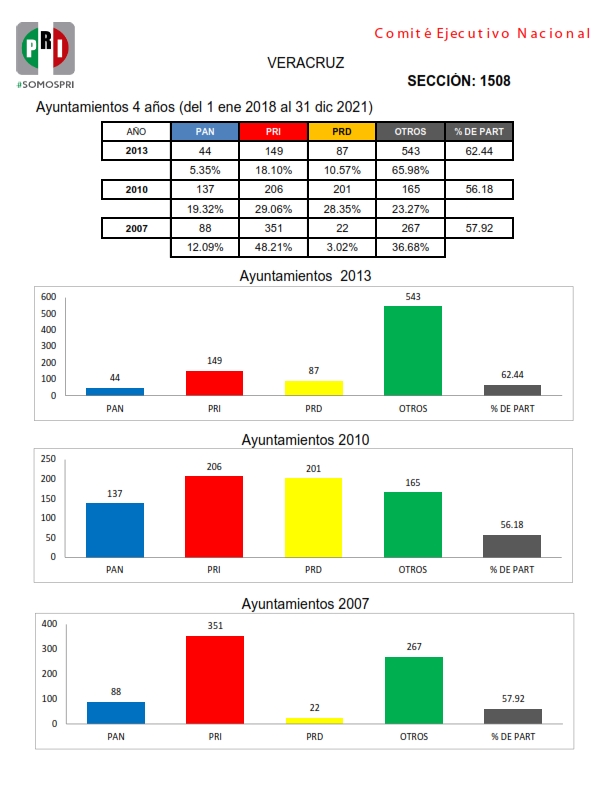 PRI
#SOMOSPRI
Comité Ejecutivo Nacional
VERACRUZ
SECCIÓN: 1508
Ayuntamientos 4 años (del 1 ene 2018 al 31 dic 2021)
AÑO PAN PRI PRD OTROS % DE PART
2013 44 149 87 543 62.44
5.35% 18.10% 10.57% 65.98%
2010 137 206 201 165 56.18
19.32% 29.06% 28.35% 23.27%
2007 88 351 22 267 57.92
12.09% 48.21% 3.02% 36.68%
Ayuntamientos 2013
600
500
400
300
200
100
0
44 149 87 543 62.44
PAN PRI PRD OTROS % DE PART
Ayuntamientos 2010
250
200
150
100
50
0
137 206 201 165 56.18
PAN PRI PRD OTROS % DE PART
Ayuntamientos 2007
400
300
200
100
0
88 351 22 267 57.92
PAN PRI PRD OTROS % DE PART